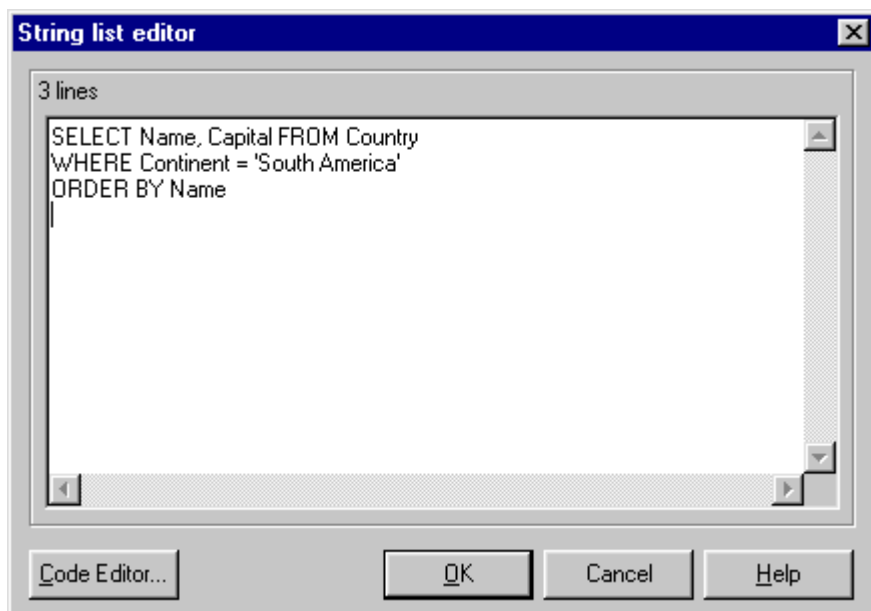 String list editor
3 lines
SELECT Name, Capital FROM Country
WHERE Continent = 'South America'
ORDER BY Name
Code Editor... OK Cancel Help